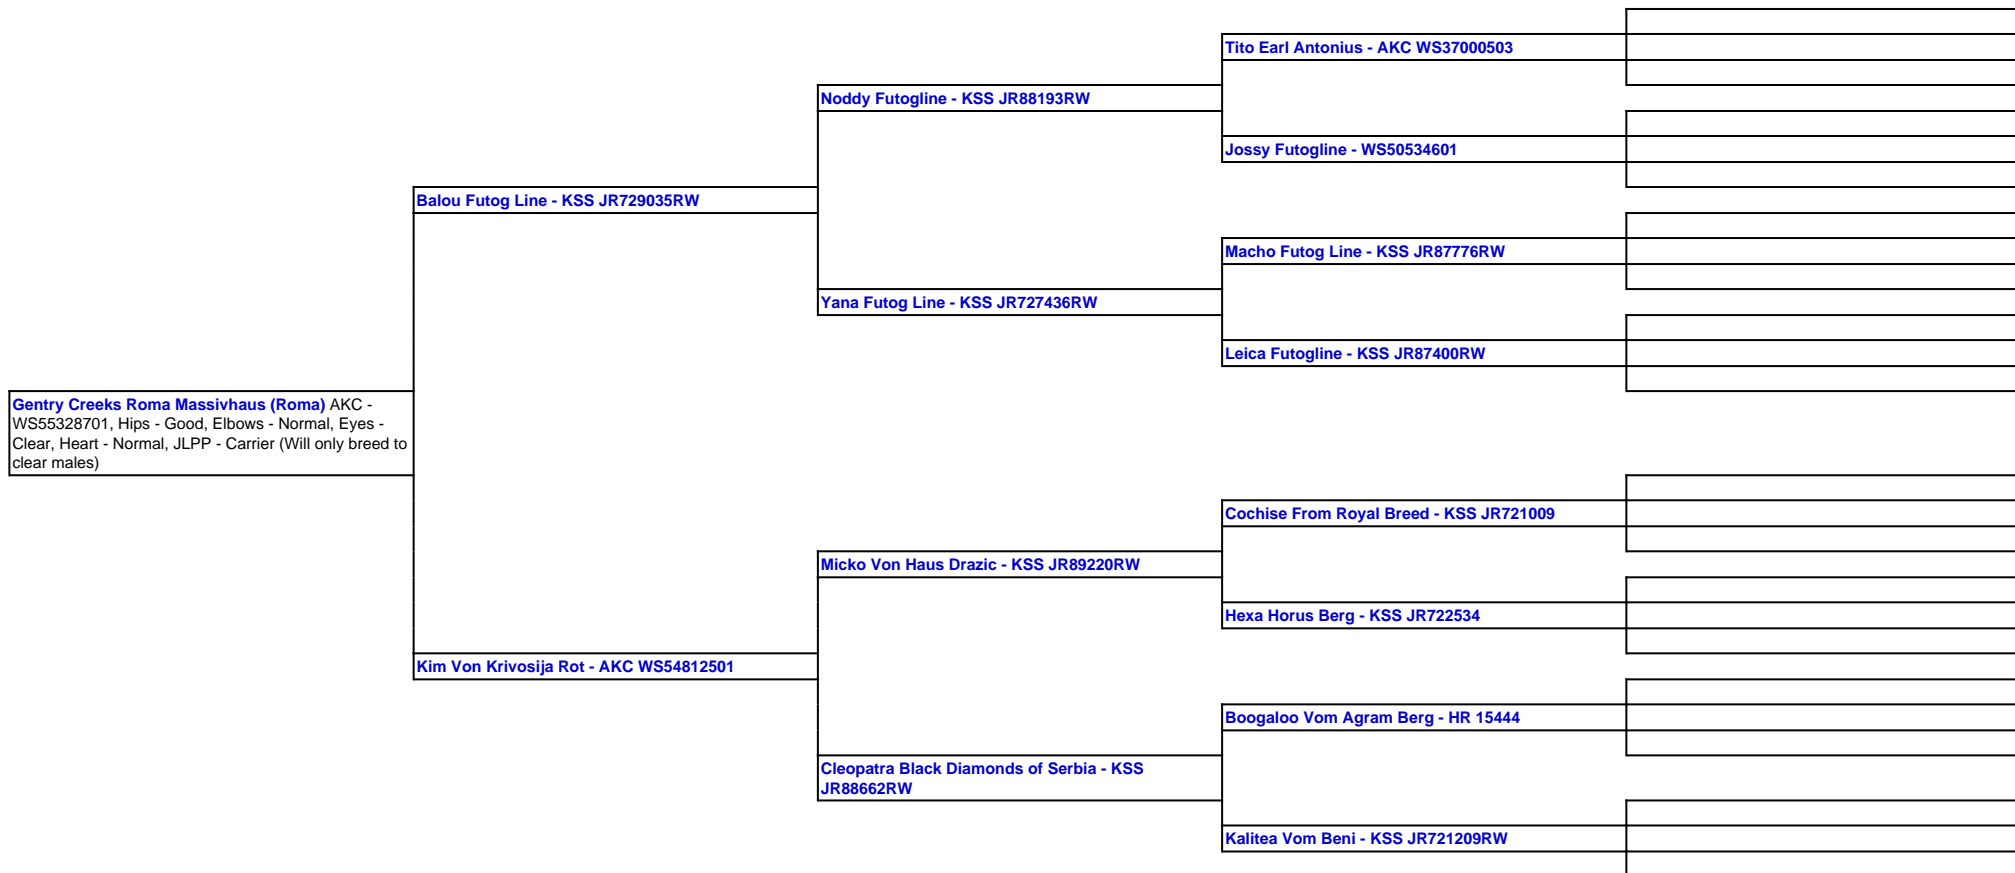 Tito Earl Antonius - AKC WS37000503
Noddy Futogline - KSS JR88193RW
Jossy Futogline - WS50534601
Balou Futog Line - KSS JR729035RW
Macho Futog Line - KSS JR87776RW
Yana Futog Line - KSS JR727436RW
Leica Futogline - KSS JR87400RW
Gentry Creeks Roma Massivhaus (Roma) AKC -
WS55328701, Hips - Good, Elbows - Normal, Eyes -
Clear, Heart - Normal, JLPP - Carrier (Will only breed to
clear males)
Cochise From Royal Breed - KSS JR721009
Micko Von Haus Drazic - KSS JR89220RW
Hexa Horus Berg - KSS JR722534
Kim Von Krivosija Rot - AKC WS54812501
Boogaloo Vom Agram Berg - HR 15444
Cleopatra Black Diamonds of Serbia - KSS
JR88662RW
Kalitea Vom Beni - KSS JR721209RW